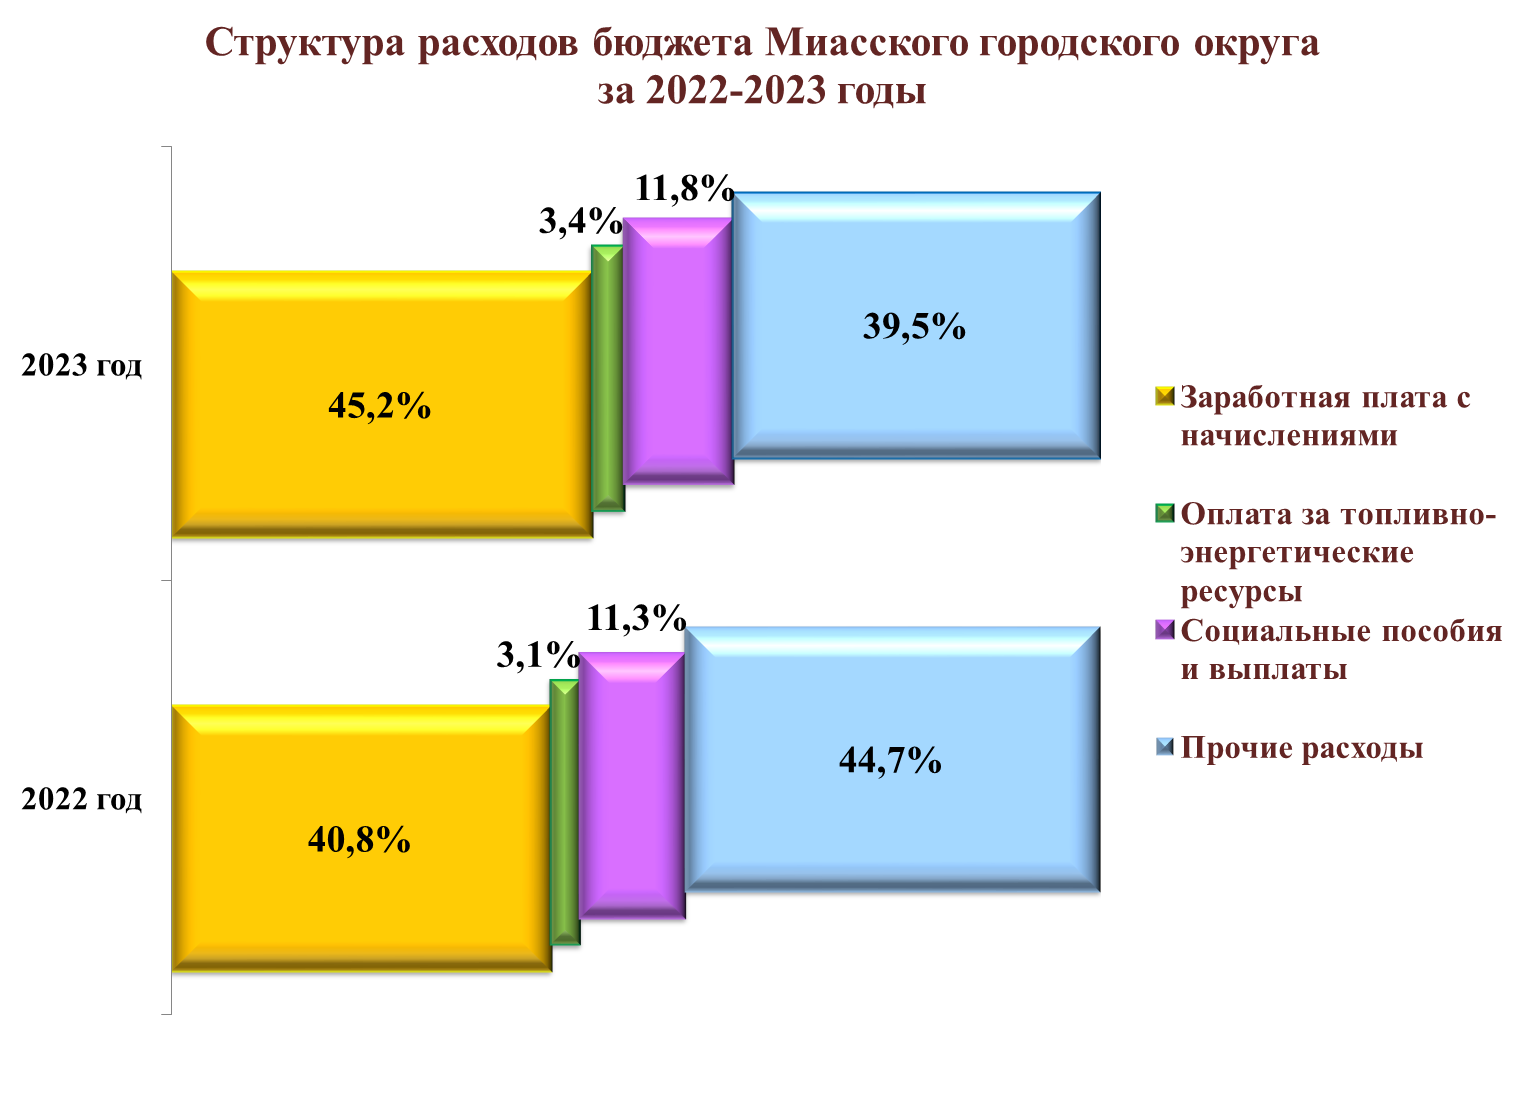 Структура расходов бюджета Миасского городского округа
за 2022-2023 годы
11,8%
3,4%
39,5%
2023 год
45,2%
11,3%
3,1%
44,7%
2022 год
40,8%
Заработная плата с
начислениями
Оплата за топливно-
энергетические
ресурсы
Социальные пособия
и выплаты
Прочие расходы